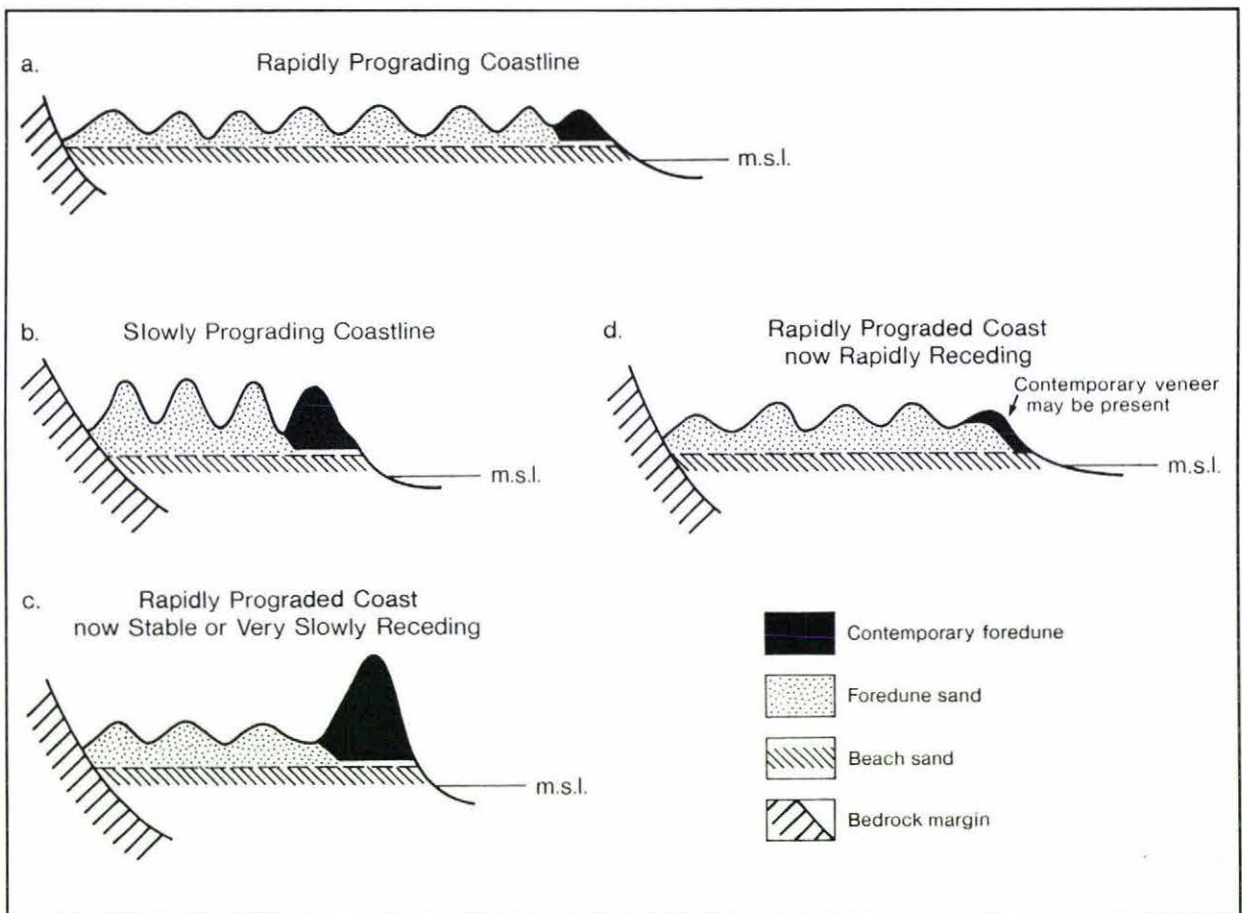 a.
Rapidly Prograding Coastline
m.s.l.
b.
Slowly Prograding Coastline
m.s.l.
d.
Rapidly Prograded Coast
now Rapidly Receding
Contemporary veneer
may be present
m.s.l.
c.
Rapidly Prograded Coast
now Stable or Very Slowly Receding
m.s.l.
Contemporary foredune
Foredune sand
Beach sand
Bedrock margin